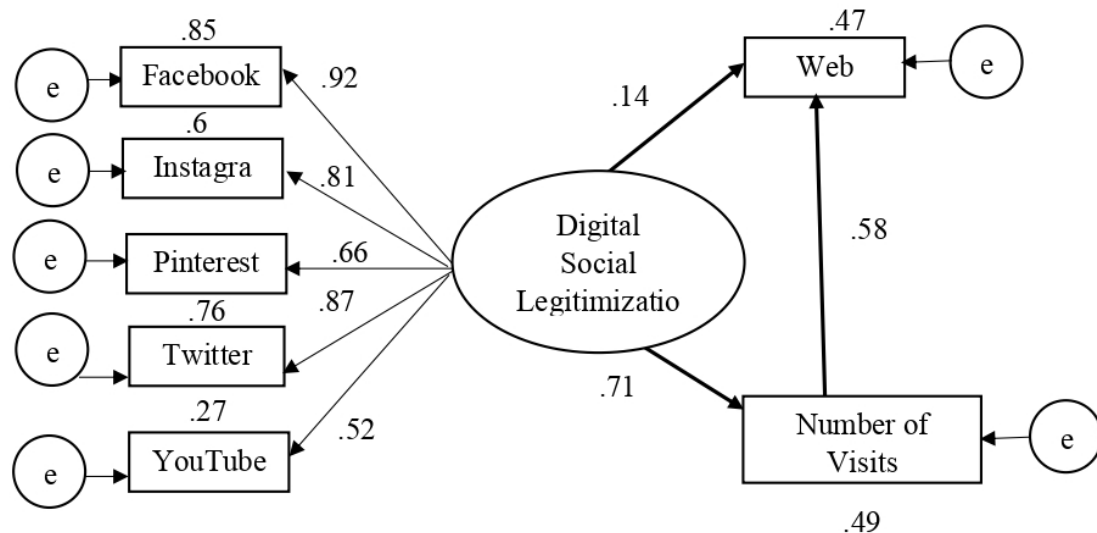 .85
e
Facebook
.92
.6
e
Instagra
.81
e
Pinterest
.66
.76
e
Twitter
.87
.27
e
YouTube
.52
Digital
Social
Legitimizatio
.14
.47
Web
e
.58
.71
Number of
Visits
e
.49